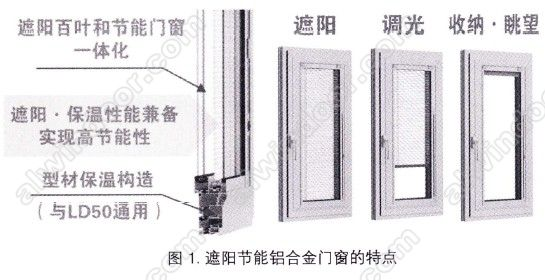 遮阳百叶和节能门窗
一体化
遮阳·保温性能兼备
实现高节能性
型材保温构造
（与LD50通用）
遮阳
调光
收纳·眺望
图 1.遮阳节能铝合金门窗的特点
alwindoor.com